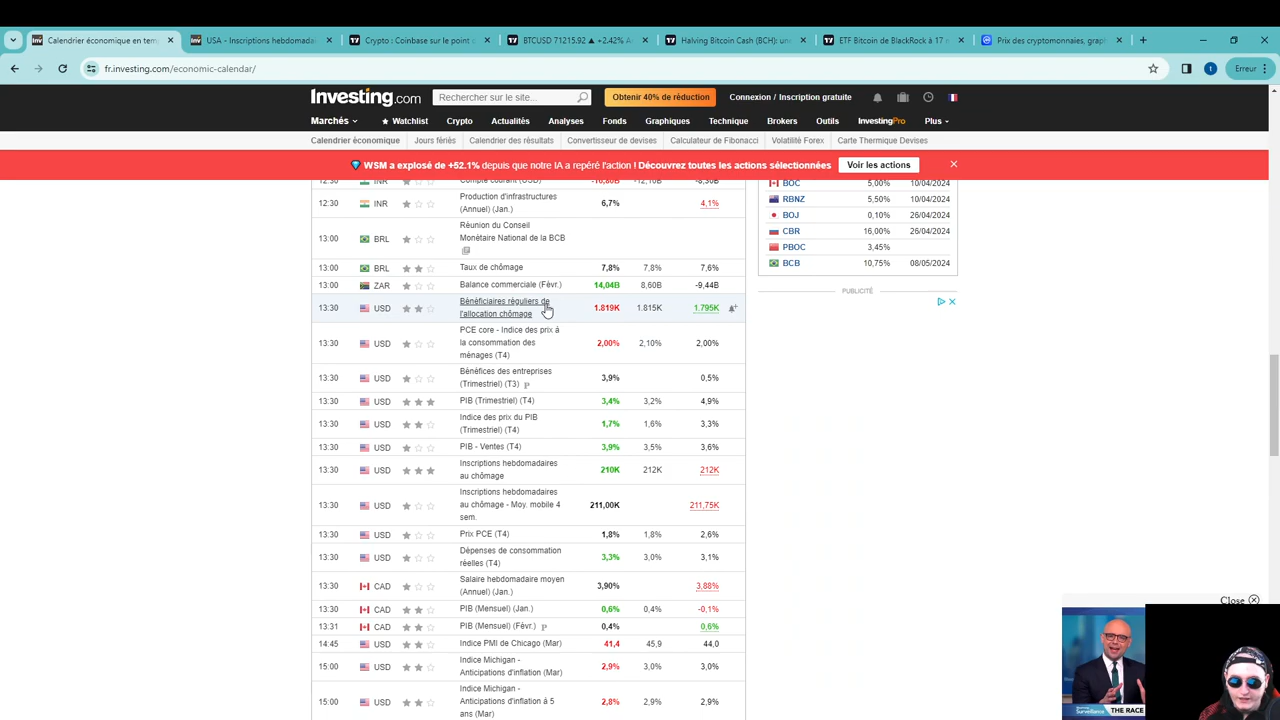 Calendrier économique en tem
USA - Inscriptions hebdomada
Crypto : Coinbase sur le point d
BTCUSD 71215.92 ▲ +2.42% A
Halving Bitcoin Cash (BCH): une
ETF Bitcoin de BlackRock à 17 m
Prix des cryptomonnaies, grap
fr.investing.com/economic-calendar/
t
Erreur
Investing.com
Rechercher sur le site...
Obtenir 40% de réduction
Connexion / Inscription gratuite
Marchés
Watchlist
Crypto
Actualités
Analyses
Fonds
Graphiques
Technique
Brokers
Outils
InvestingPro
Plus
Calendrier économique
Jours fériés
Calendrier des résultats
Convertisseur de devises
Calculateur de Fibonacci
Volatilité Forex
Carte Thermique Devises
WSM a explosé de +52.1% depuis que notre IA a repéré l'action ! Découvrez toutes les actions sélectionnées
Voir les actions
12:30 INR Compte courant (USD) -10,80B -12,10B -8,30B
12:30 INR Production d'infrastructures 6,7% 4,1%
(Annuel) (Jan.)
13:00 BRL Réunion du Conseil
Monétaire National de la BCB
13:00 BRL Taux de chômage 7,8% 7,8% 7,6%
13:00 ZAR Balance commerciale (Févr.) 14,04B 8,60B -9,44B
13:30 USD Bénéficiaires réguliers de 1.819K 1.815K 1.795K
l'allocation chômage
13:30 USD PCE core - Indice des prix à 2,00% 2,10% 2,00%
la consommation des
ménages (T4)
13:30 USD Bénéfices des entreprises 3,9% 0,5%
(Trimestriel) (T3) P
13:30 USD PIB (Trimestriel) (T4) 3,4% 3,2% 4,9%
13:30 USD Indice des prix du PIB 1,7% 1,6% 3,3%
(Trimestriel) (T4)
13:30 USD PIB - Ventes (T4) 3,9% 3,5% 3,6%
13:30 USD Inscriptions hebdomadaires 210K 212K 212K
au chômage
13:30 USD Inscriptions hebdomadaires 211,00K 211,75K
au chômage - Moy. mobile 4
sem.
13:30 USD Prix PCE (T4) 1,8% 1,8% 2,6%
13:30 USD Dépenses de consommation 3,3% 3,0% 3,1%
réelles (T4)
13:30 CAD Salaire hebdomadaire moyen 3,90% 3,88%
(Annuel) (Jan.)
13:30 CAD PIB (Mensuel) (Jan.) 0,6% 0,4% -0,1%
13:31 CAD PIB (Mensuel) (Févr.) P 0,4% 0,6%
14:45 USD Indice PMI de Chicago (Mar) 41,4 45,9 44,0
15:00 USD Indice Michigan - 2,9% 3,0% 3,0%
Anticipations d'inflation (Mar)
15:00 USD Indice Michigan - 2,8% 2,9% 2,9%
Anticipations d'inflation à 5
ans (Mar)
BOC 5,00% 10/04/2024
RBNZ 5,50% 10/04/2024
BOJ 0,10% 26/04/2024
CBR 16,00% 26/04/2024
PBOC 3,45%
BCB 10,75% 08/05/2024
PUBLICITÉ
Close
Surveillance
THE RACE